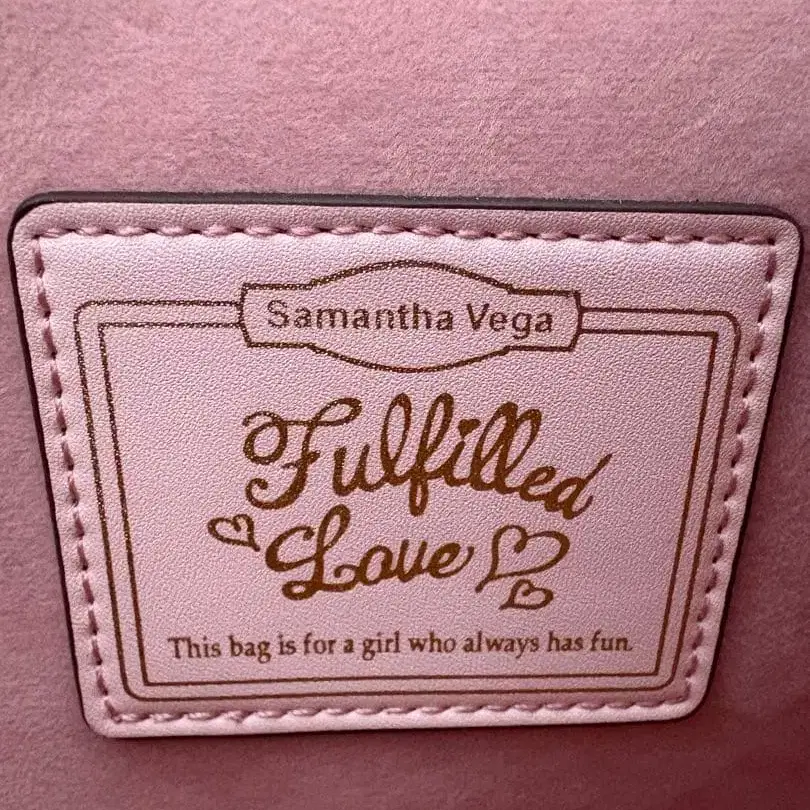 Samantha Vega
Fulfilled
Love
This bag is for a girl who always has fun.